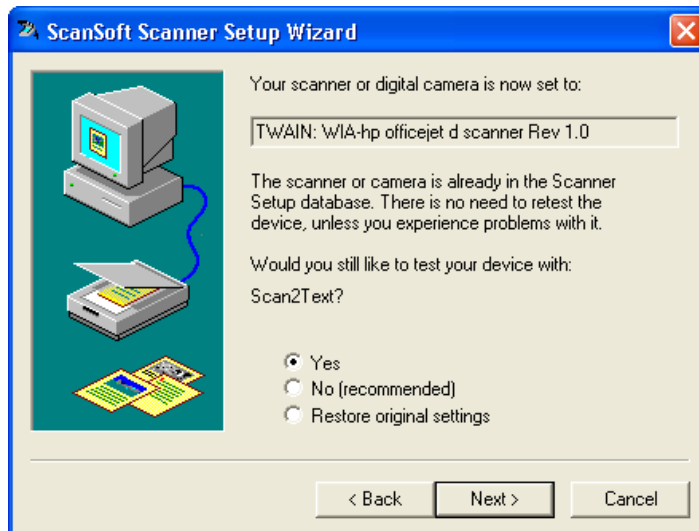 ScanSoft Scanner Setup Wizard
Your scanner or digital camera is now set to:
TWAIN: WIA-hp officejet d scanner Rev 1.0
The scanner or camera is already in the Scanner
Setup database. There is no need to retest the
device, unless you experience problems with it.
Would you still like to test your device with:
Scan2Text?
Yes
No (recommended)
Restore original settings
< Back
Next >
Cancel